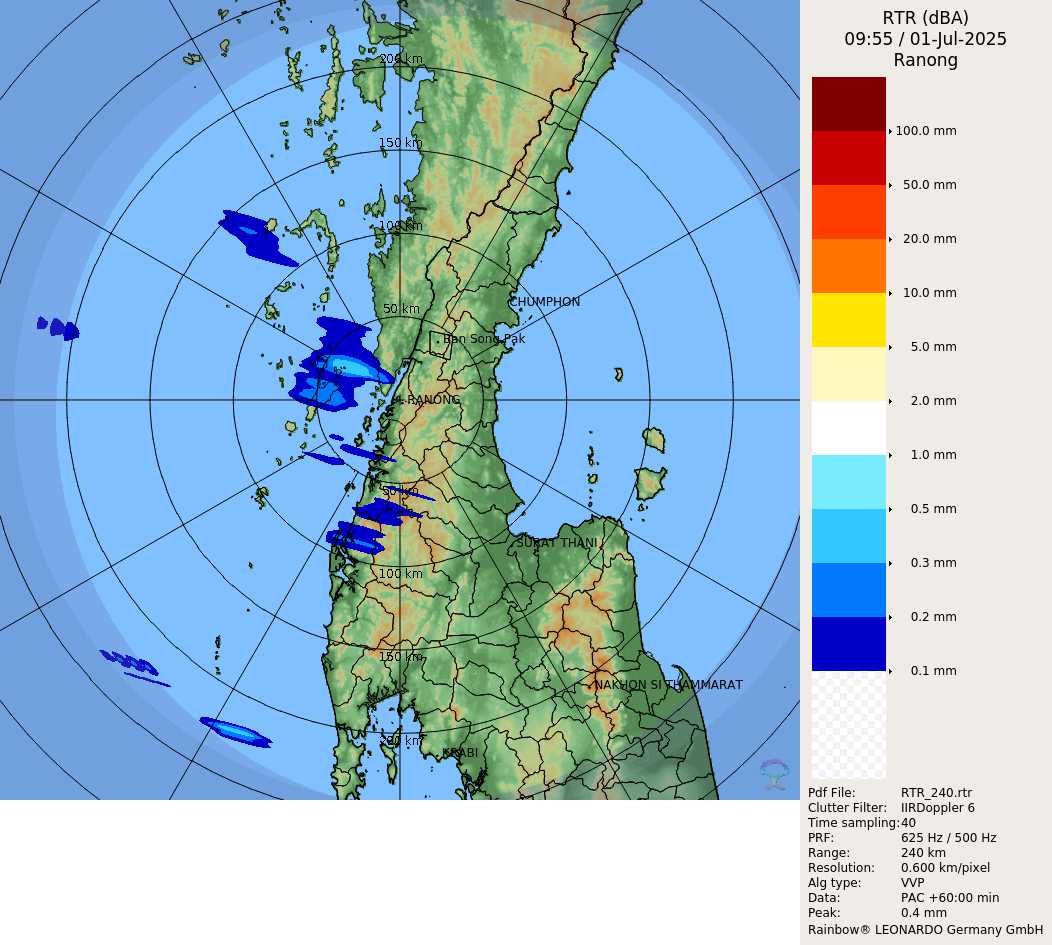 RTR (dBA)
09:55 / 01-Jul-2025
Ranong
200 km
150 km
100 km
50 km
CHUMPHON
Ban Song Pak
RANONG
50 km
SURAT THANI
100 km
150 km
NAKHON SI THAMMARAT
200 km
KRABI
100.0 mm
50.0 mm
20.0 mm
10.0 mm
5.0 mm
2.0 mm
1.0 mm
0.5 mm
0.3 mm
0.2 mm
0.1 mm
Pdf File: RTR_240.rtr
Clutter Filter: IIRDoppler 6
Time sampling:40
PRF: 625 Hz / 500 Hz
Range: 240 km
Resolution: 0.600 km/pixel
Alg type: VVP
Data: PAC +60:00 min
Peak: 0.4 mm
Rainbow® LEONARDO Germany GmbH